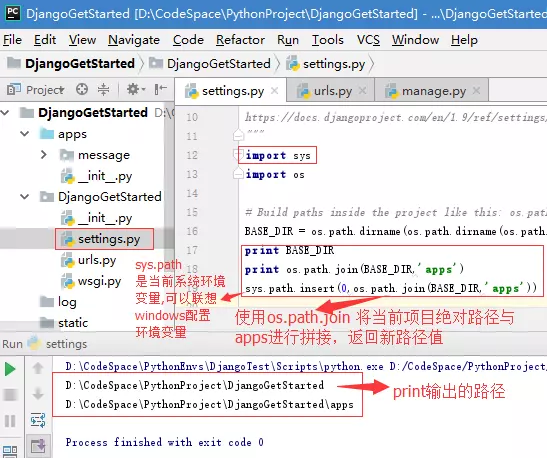 DjangoGetStarted [D:\CodeSpace\PythonProject\DjangoGetStarted] - ...\DjangoGetStarted
File Edit View Navigate Code Refactor Run Tools VCS Window Help
DjangoGetStarted DjangoGetStarted settings.py
Project
settings.py urls.py manage.py
DjangoGetStarted
apps
message
__init__.py
DjangoGetStarted
__init__.py
settings.py
urls.py
wsgi.py
log
static
10 https://docs.djangoproject.com/en/1.9/ref/settings/
11 """
12 import sys
13 import os
14
15 # Build paths inside the project like this: os.pat
16 BASE_DIR = os.path.dirname(os.path.dirname(os.path.
17 print BASE_DIR
18 print os.path.join(BASE_DIR,'apps')
19 sys.path.insert(0,os.path.join(BASE_DIR,'apps'))
sys.path
是当前系统环境
变量,可以联想
windows配置
环境变量
使用os.path.join 将当前项目绝对路径与
apps进行拼接，返回新路径值
Run settings
D:\CodeSpace\PythonEnvs\DjangoTest\Scripts\python.exe D:/CodeSpace/PythonProject
D:\CodeSpace\PythonProject\DjangoGetStarted
D:\CodeSpace\PythonProject\DjangoGetStarted\apps
print输出的路径
Process finished with exit code 0